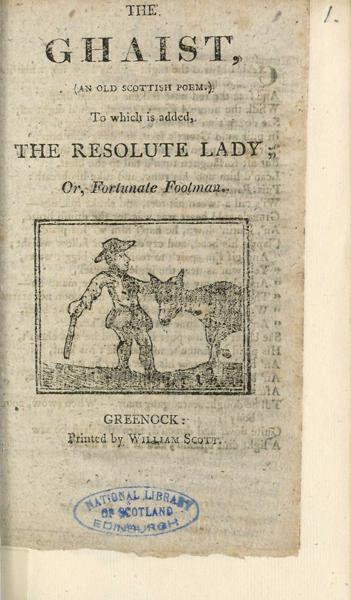 1.
THE
GHAIST,
(AN OLD SCOTTISH POEM.)
To which is added,
THE RESOLUTE LADY;
Or, Fortunate Footman.
GREENOCK:
Printed by WILLIAM SCOTT.
NATIONAL LIBRARY
OF SCOTLAND
EDINBURGH